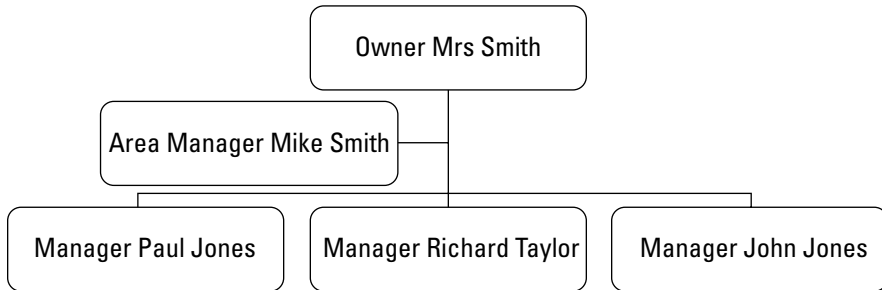 Owner Mrs Smith
Area Manager Mike Smith
Manager Paul Jones
Manager Richard Taylor
Manager John Jones